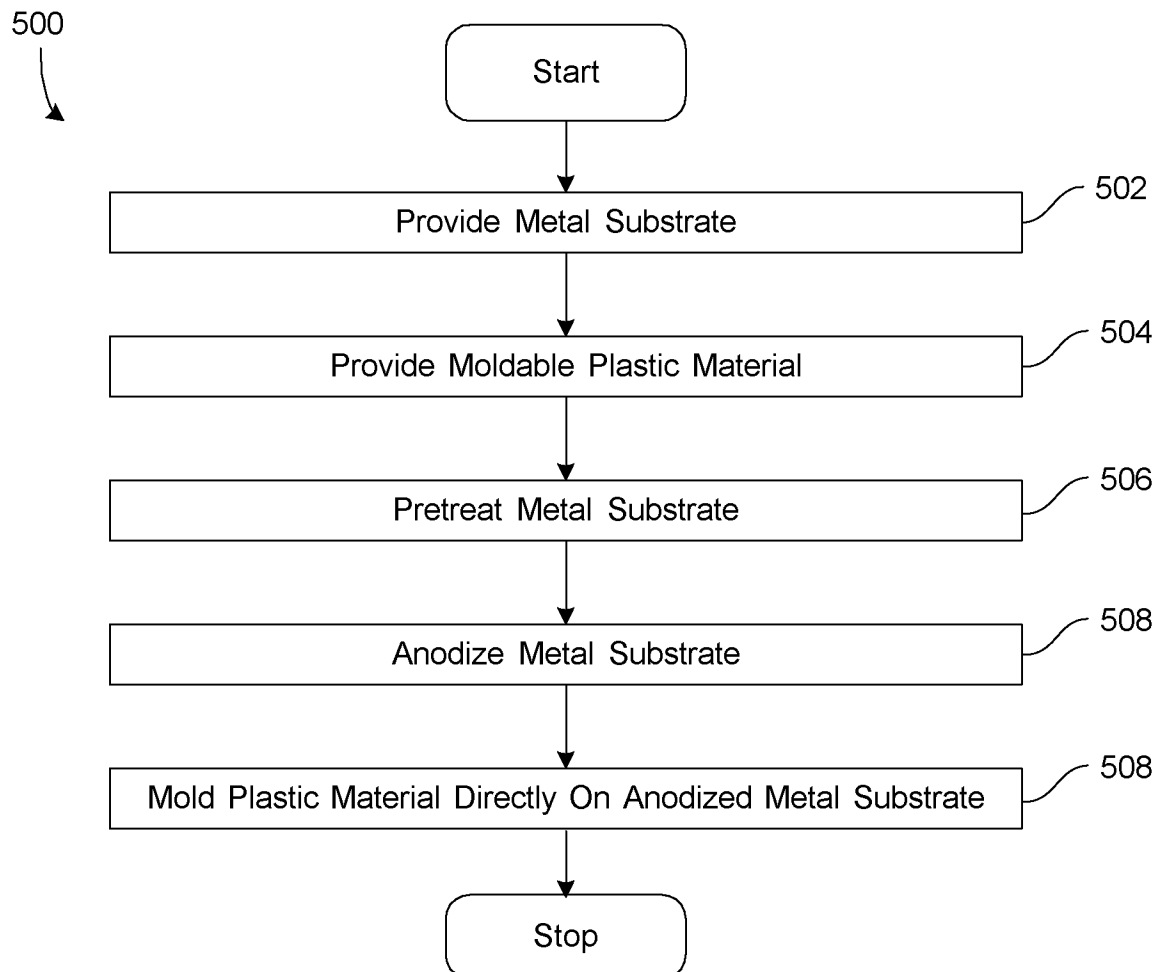 500
Start
Provide Metal Substrate
502
Provide Moldable Plastic Material
504
Pretreat Metal Substrate
506
Anodize Metal Substrate
508
Mold Plastic Material Directly On Anodized Metal Substrate
508
Stop